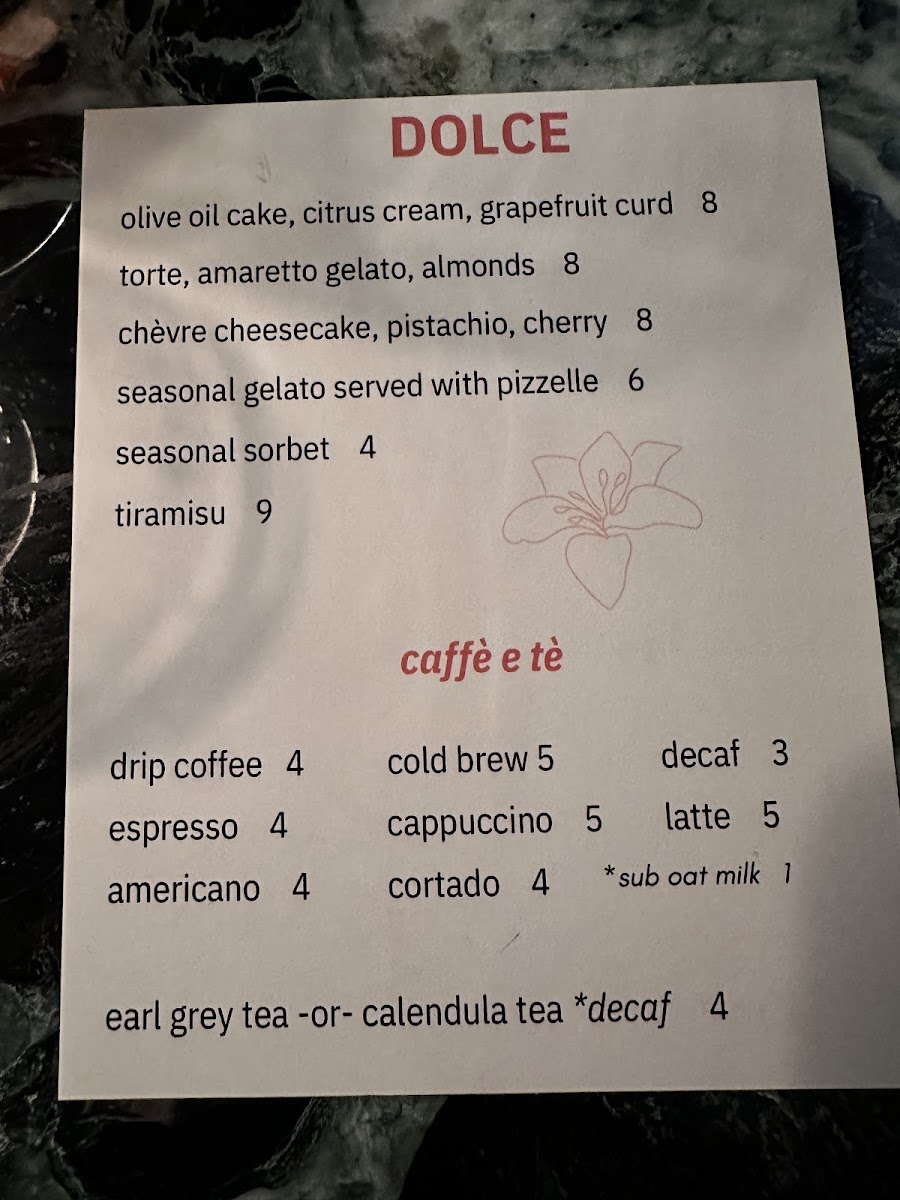 DOLCE
olive oil cake, citrus cream, grapefruit curd 8
torte, amaretto gelato, almonds 8
chèvre cheesecake, pistachio, cherry 8
seasonal gelato served with pizzelle 6
seasonal sorbet 4
tiramisu 9
caffè e tè
drip coffee 4 cold brew 5 decaf 3
espresso 4 cappuccino 5 latte 5
americano 4 cortado 4 *sub oat milk 1
earl grey tea -or- calendula tea *decaf 4